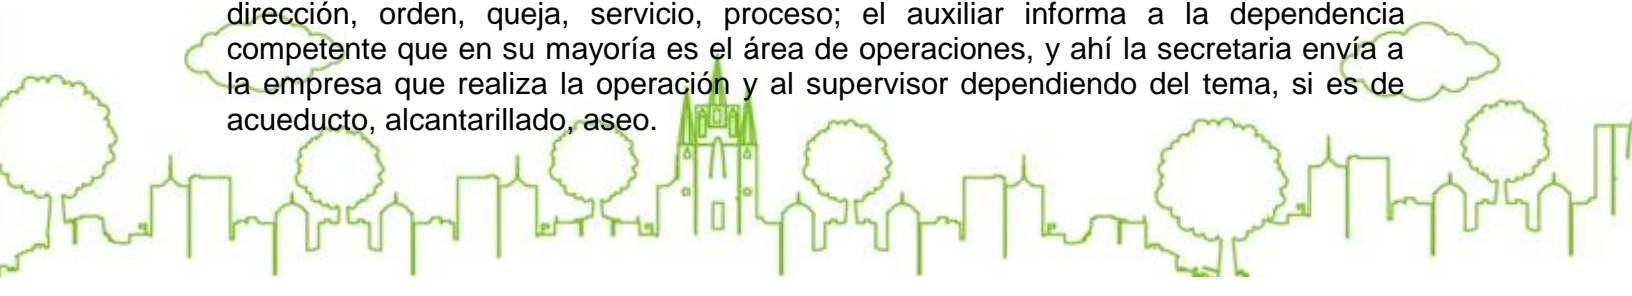 dirección, orden, queja, servicio, proceso; el auxiliar informa a la dependencia
competente que en su mayoría es el área de operaciones, y ahí la secretaria envía a
la empresa que realiza la operación y al supervisor dependiendo del tema, si es de
acueducto, alcantarillado, aseo.